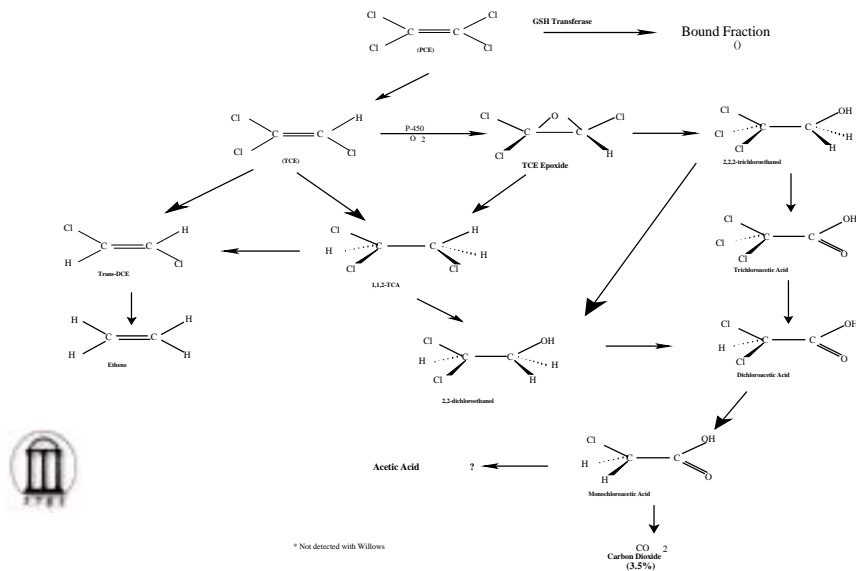 Cl Cl
GSH Transferase
C C
Bound Fraction
()
Cl Cl
(PCE)
Cl H
C C
Cl Cl
(TCE)
P-450
O 2
O
Cl Cl
C C
Cl H
TCE Epoxide
Cl OH
C C
Cl H
Cl H
2,2,2-trichloroethanol
Cl H
C C
H Cl
Trans-DCE
Cl H
H C C H
Cl Cl
1,1,2-TCA
Cl OH
C C
Cl
Cl O
Trichloroacetic Acid
H H
C C
H H
Ethene
Cl OH
H C C H
Cl H
2,2-dichloroethanol
Cl OH
H C C
Cl O
Dichloroacetic Acid
Cl OH
H C C
H O
Monochloroacetic Acid
Acetic Acid ?
CO 2
Carbon Dioxide
(3.5%)
* Not detected with Willows
1785